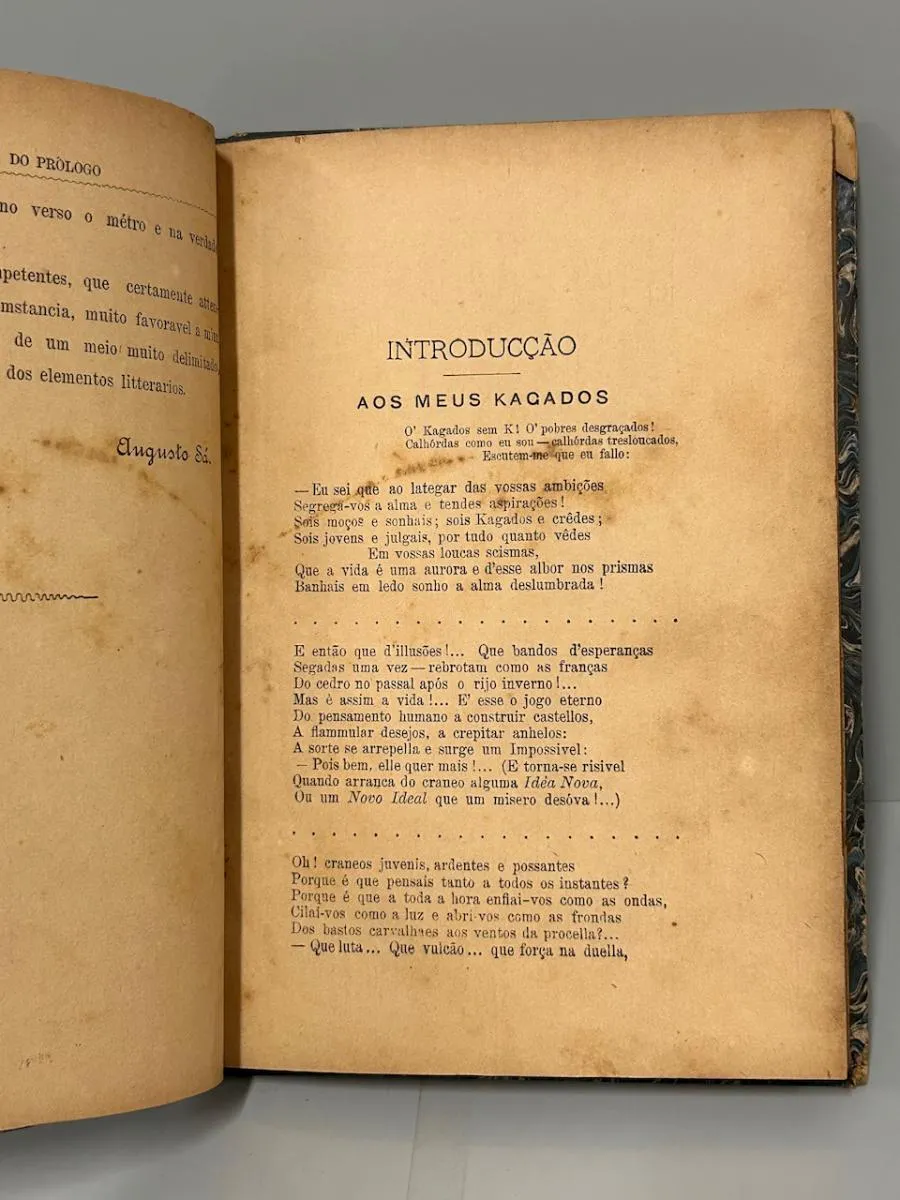 DO PRÒLOGO
no verso o métro e na verdad
petentes, que certamente atten
mstancia, muito favoravel a mim
de um meio muito delimitado,
dos elementos litterarios.
Augusto Sá.
INTRODUCÇÃO
AOS MEUS KAGADOS
O' Kagados sem K! O' pobres desgraçados!
Calhórdas como eu sou — calhórdas tresloucados,
Escutem-me que eu fallo:
— Eu sei que ao lategar das vossas ambições
Segrega-vos a alma e tendes aspirações!
Sois moços e sonhais; sois Kagados e crêdes;
Sois jovens e julgais, por tudo quanto vêdes
Em vossas loucas scismas,
Que a vida é uma aurora e d'esse albor nos prismas
Banhais em ledo sonho a alma deslumbrada!
. . . . . . . . . . . . . . . . . . .
E então que d'illusões!... Que bandos d'esperanças
Segadas uma vez — rebrotam como as franças
Do cedro no passal após o rijo inverno!...
Mas é assim a vida!... E' esse o jogo eterno
Do pensamento humano a construir castellos,
A flammular desejos, a crepitar anhelos:
A sorte se arrepella e surge um Impossivel:
— Pois bem, elle quer mais!... (E torna-se risivel
Quando arranca do craneo alguma Idêa Nova,
Ou um Novo Ideal que um misero desóva!...)
. . . . . . . . . . . . . . . . . . .
Oh! craneos juvenis, ardentes e possantes
Porque é que pensais tanto a todos os instantes?
Porque é que a toda a hora enfiai-vos como as ondas,
Cilai-vos como a luz e abri-vos como as frondas
Dos bastos carvalhaes aos ventos da procella?...
— Que luta... Que vulcão... que força na duella,